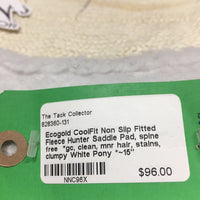 The Tack Collector
828360-131
Ecogold CoolFit Non Slip Fitted
Fleece Hunter Saddle Pad, spine
free *gc, clean, mnr hair, stains,
clumpy White Pony *~15"
$96.00
NNC96X